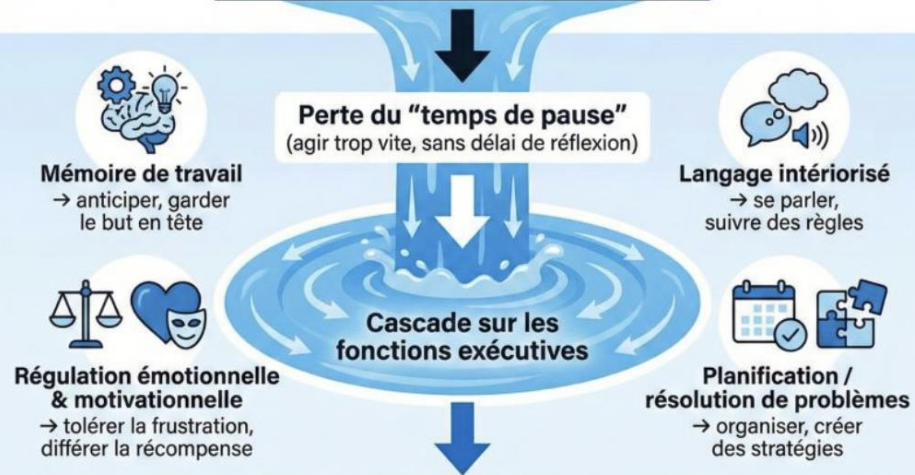 Perte du “temps de pause”
(agir trop vite, sans délai de réflexion)
Mémoire de travail
→ anticiper, garder
le but en tête
Langage intériorisé
→ se parler,
suivre des règles
Cascade sur les
fonctions exécutives
Régulation émotionnelle
& motivationnelle
→ tolérer la frustration,
différer la récompense
Planification /
résolution de problèmes
→ organiser, créer
des stratégies